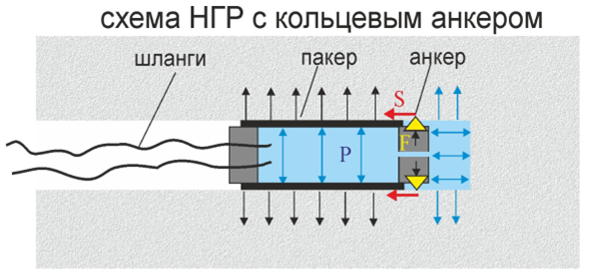 схема НГР с кольцевым анкером
шланги
пакер
анкер
S
P
F